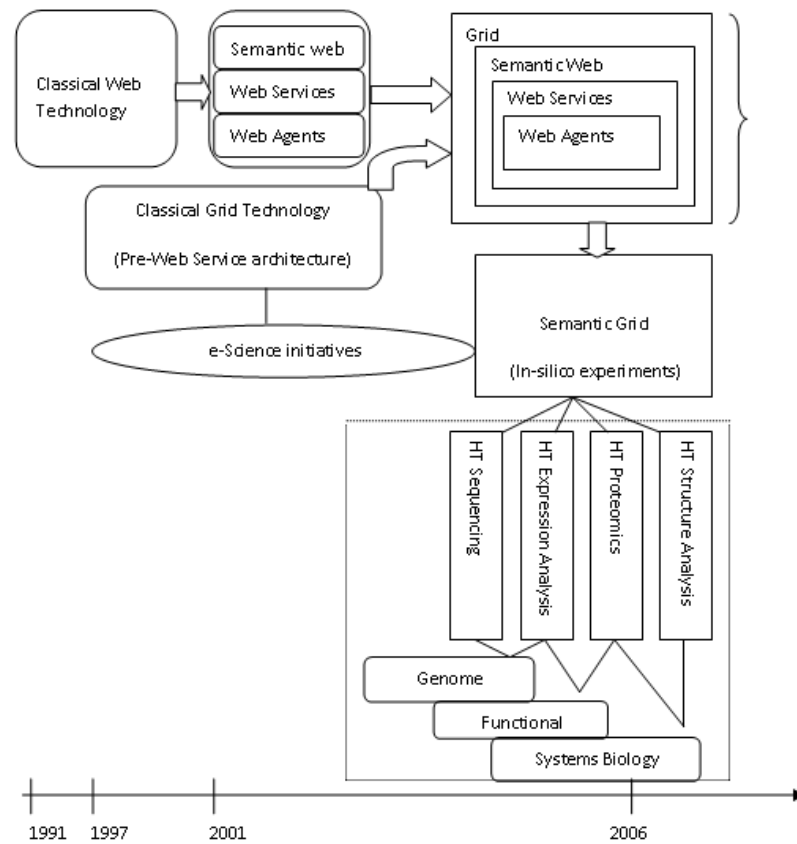 Classical Web
Technology
Semantic web
Web Services
Web Agents
Grid
Semantic Web
Web Services
Web Agents
Classical Grid Technology
(Pre-Web Service architecture)
e-Science initiatives
Semantic Grid
(In-silico experiments)
HT Sequencing
HT Expression Analysis
HT Proteomics
HT Structure Analysis
Genome
Functional
Systems Biology
1991
1997
2001
2006